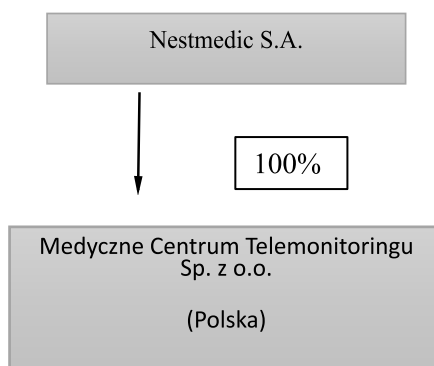 Nestmedic S.A.
100%
Medyczne Centrum Telemonitoringu
Sp. z o.o.
(Polska)